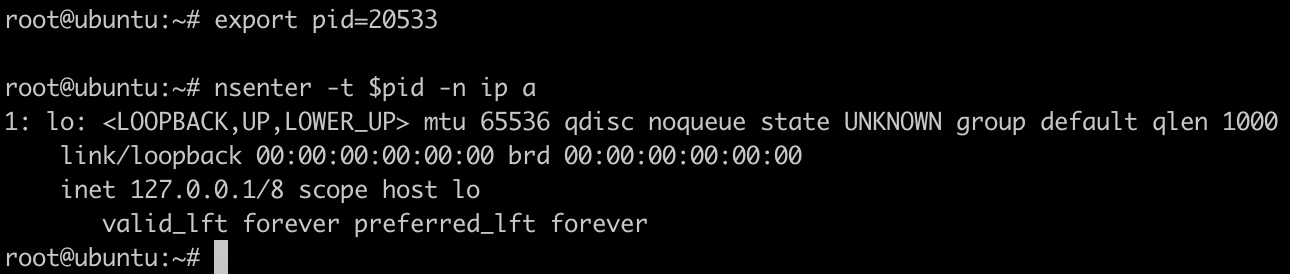 root@ubuntu:~# export pid=20533
root@ubuntu:~# nsenter -t $pid -n ip a
1: lo: <LOOPBACK,UP,LOWER_UP> mtu 65536 qdisc noqueue state UNKNOWN group default qlen 1000
    link/loopback 00:00:00:00:00:00 brd 00:00:00:00:00:00
    inet 127.0.0.1/8 scope host lo
       valid_lft forever preferred_lft forever
root@ubuntu:~#